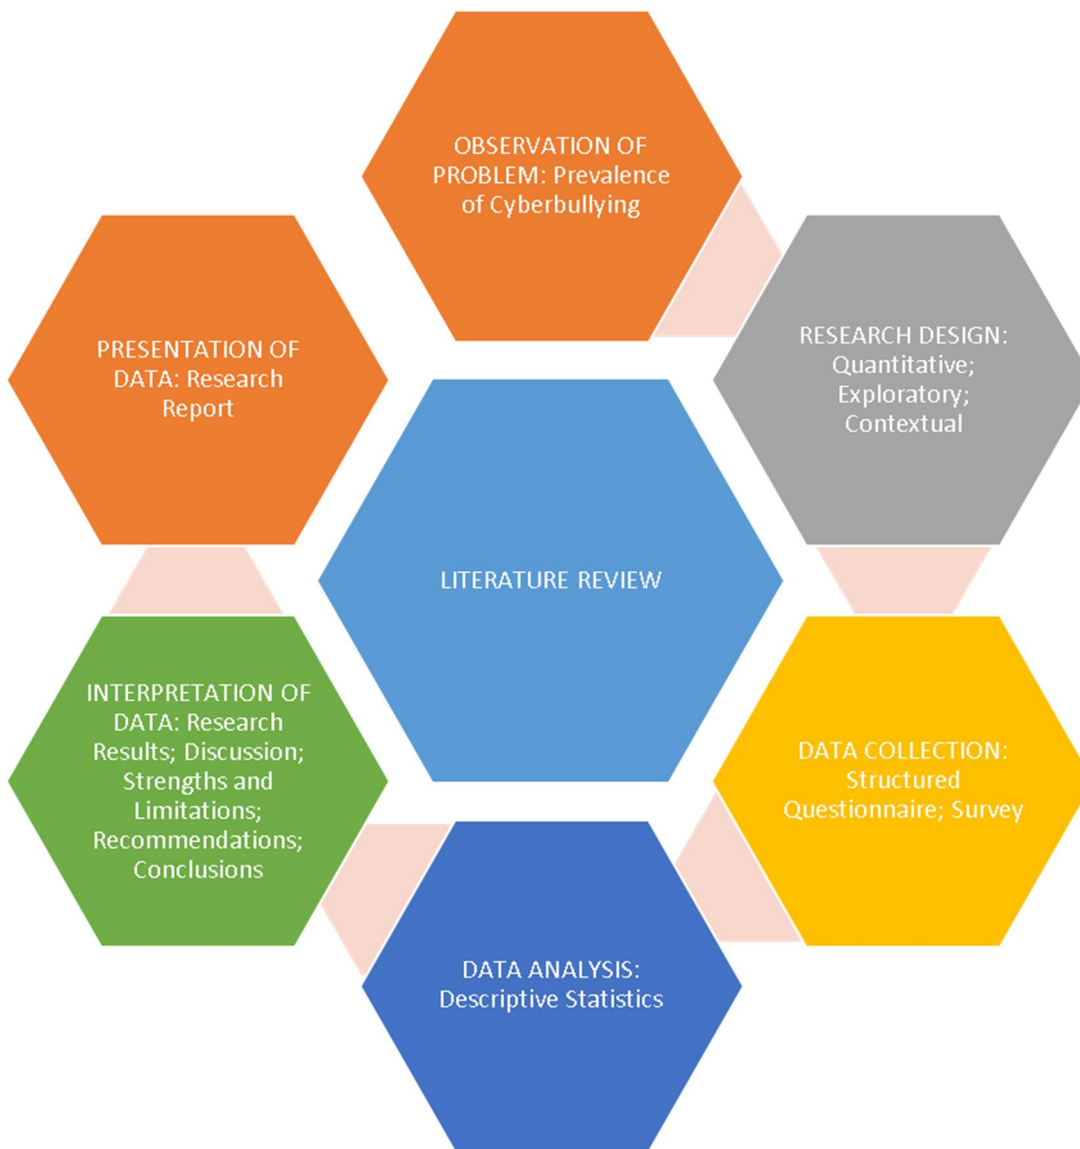 OBSERVATION OF
PROBLEM: Prevalence
of Cyberbullying
RESEARCH DESIGN:
Quantitative;
Exploratory;
Contextual
DATA COLLECTION:
Structured
Questionnaire; Survey
DATA ANALYSIS:
Descriptive Statistics
INTERPRETATION OF
DATA: Research
Results; Discussion;
Strengths and
Limitations;
Recommendations;
Conclusions
PRESENTATION OF
DATA: Research
Report
LITERATURE REVIEW